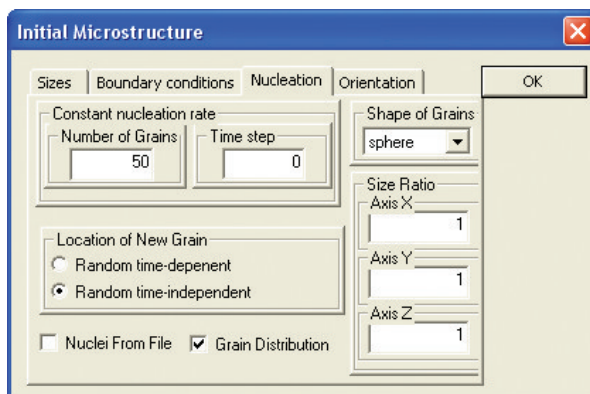 Initial Microstructure
Sizes Boundary conditions Nucleation Orientation OK
Constant nucleation rate
Number of Grains Time step
50 0
Shape of Grains
sphere
Size Ratio
Axis X
1
Axis Y
1
Axis Z
1
Location of New Grain
Random time-depenent
Random time-independent
Nuclei From File Grain Distribution